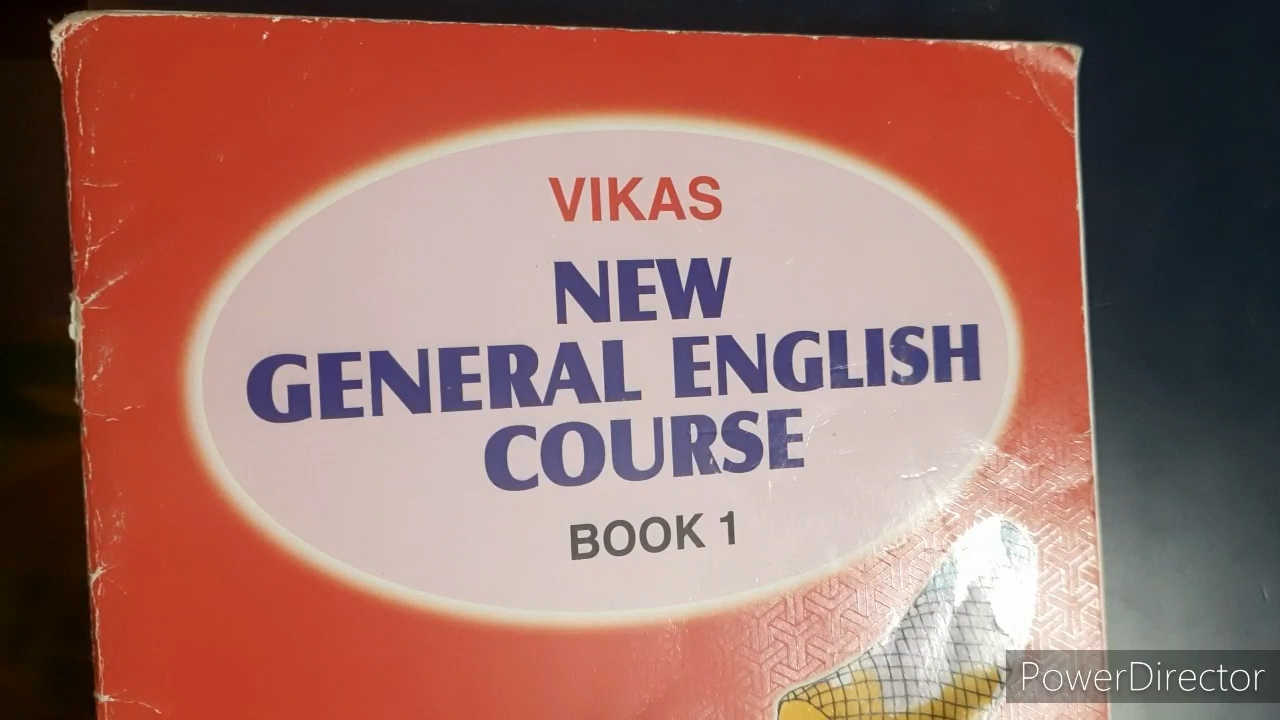 VIKAS
NEW
GENERAL ENGLISH
COURSE
BOOK 1
PowerDirector